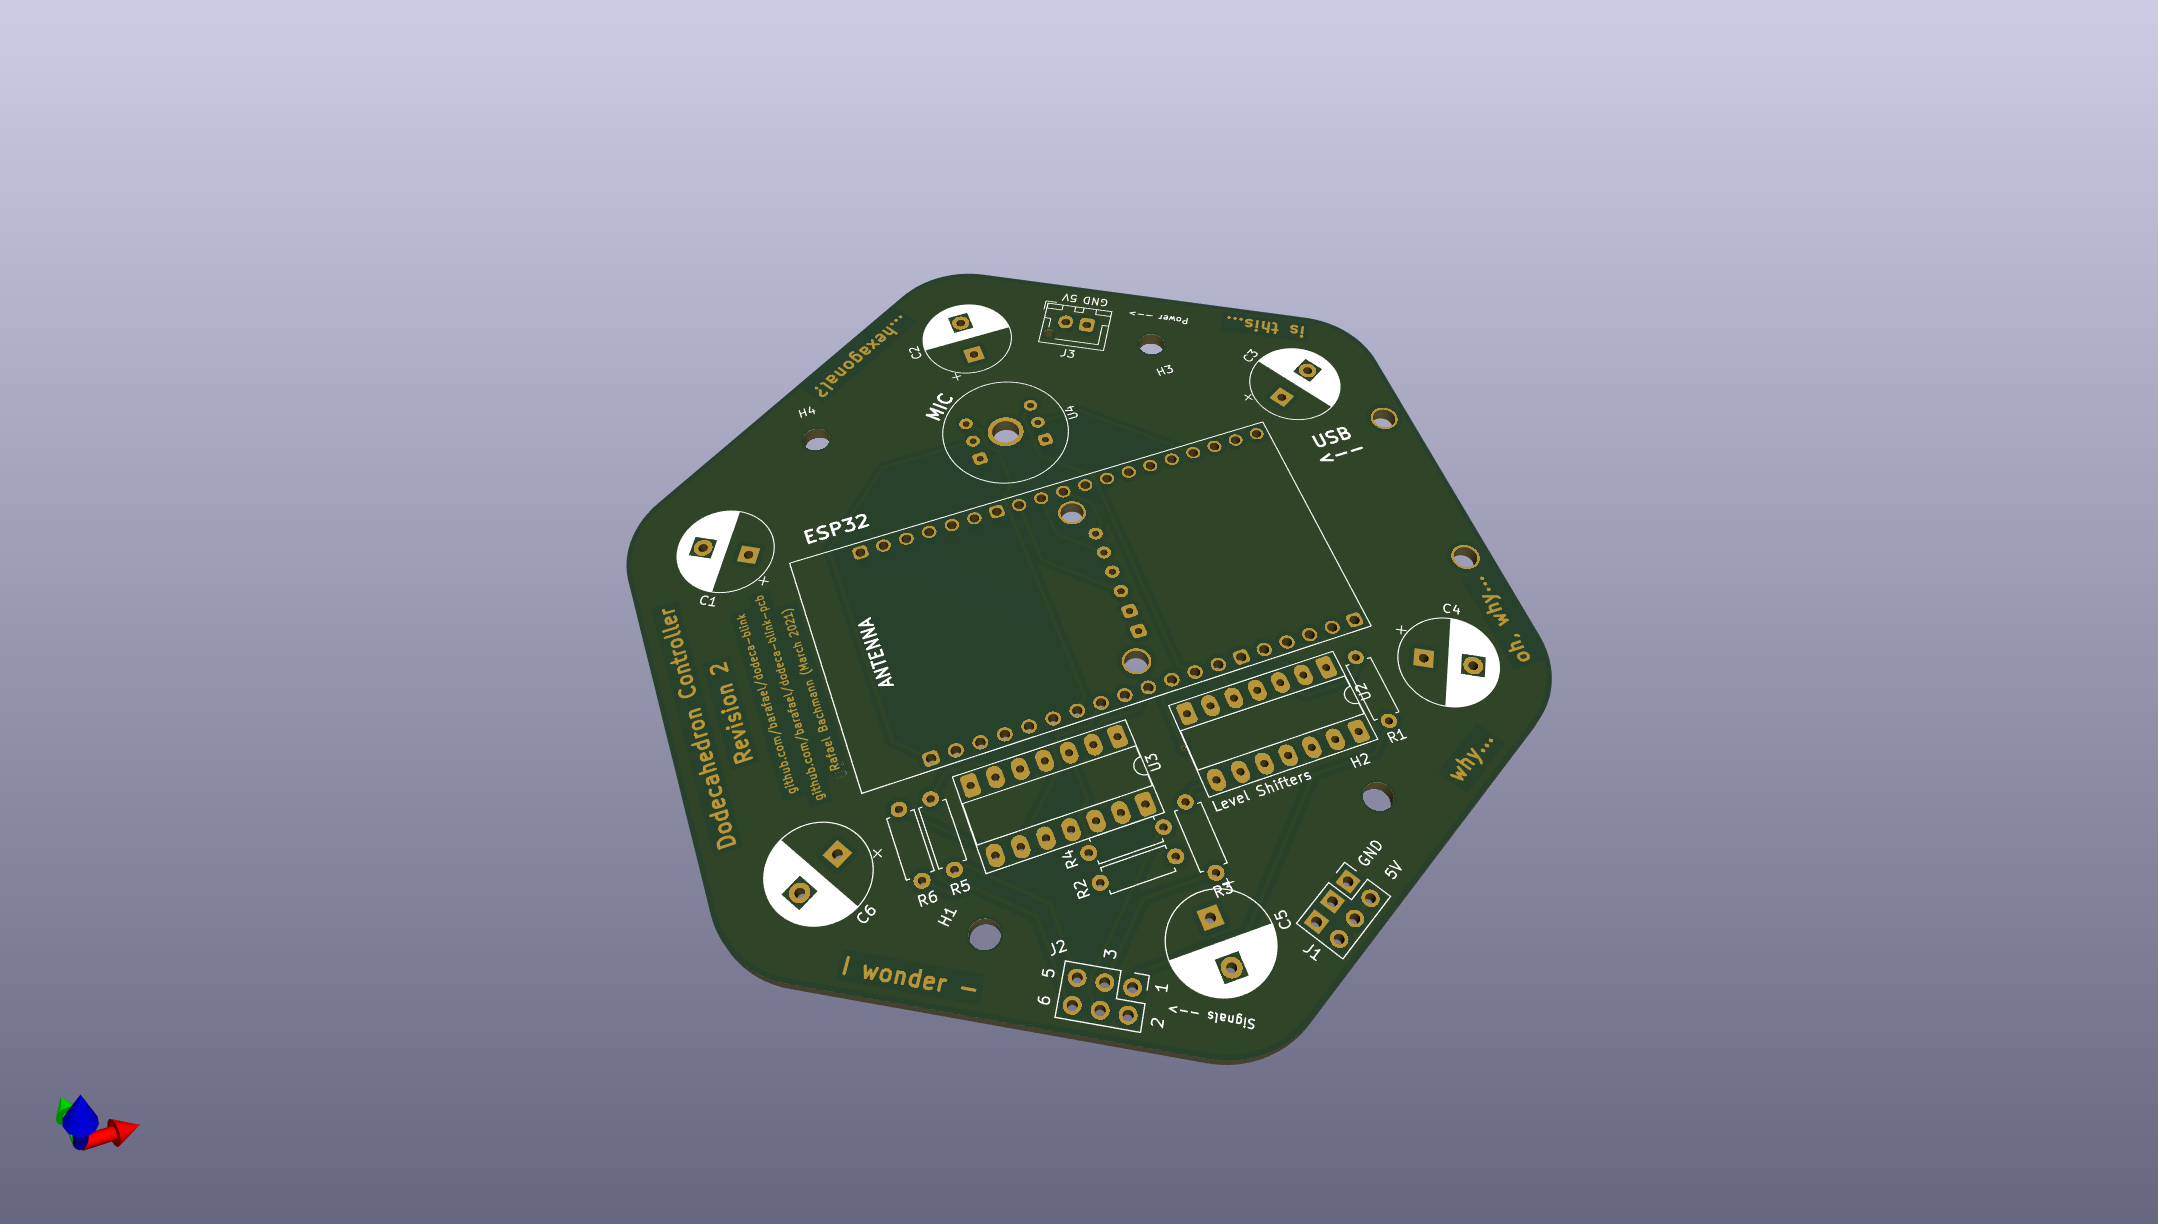 GND 5V
Power -->
is this...
...hexagonal?
C2
J3
H3
C3
H4
MIC
U4
USB
<--
ESP32
C1
ANTENNA
oh, why...
C4
Dodecahedron Controller
Revision 2
github.com/barafael/dodeca-blink
github.com/barafael/dodeca-blink-pcb
Rafael Bachmann (March 2021)
U2
R1
H2
why...
U3
Level Shifters
R4
R2
R3
R6
R5
H1
C6
C5
GND
5V
J1
I wonder –
J2
5
3
1
6
2
Signals -->